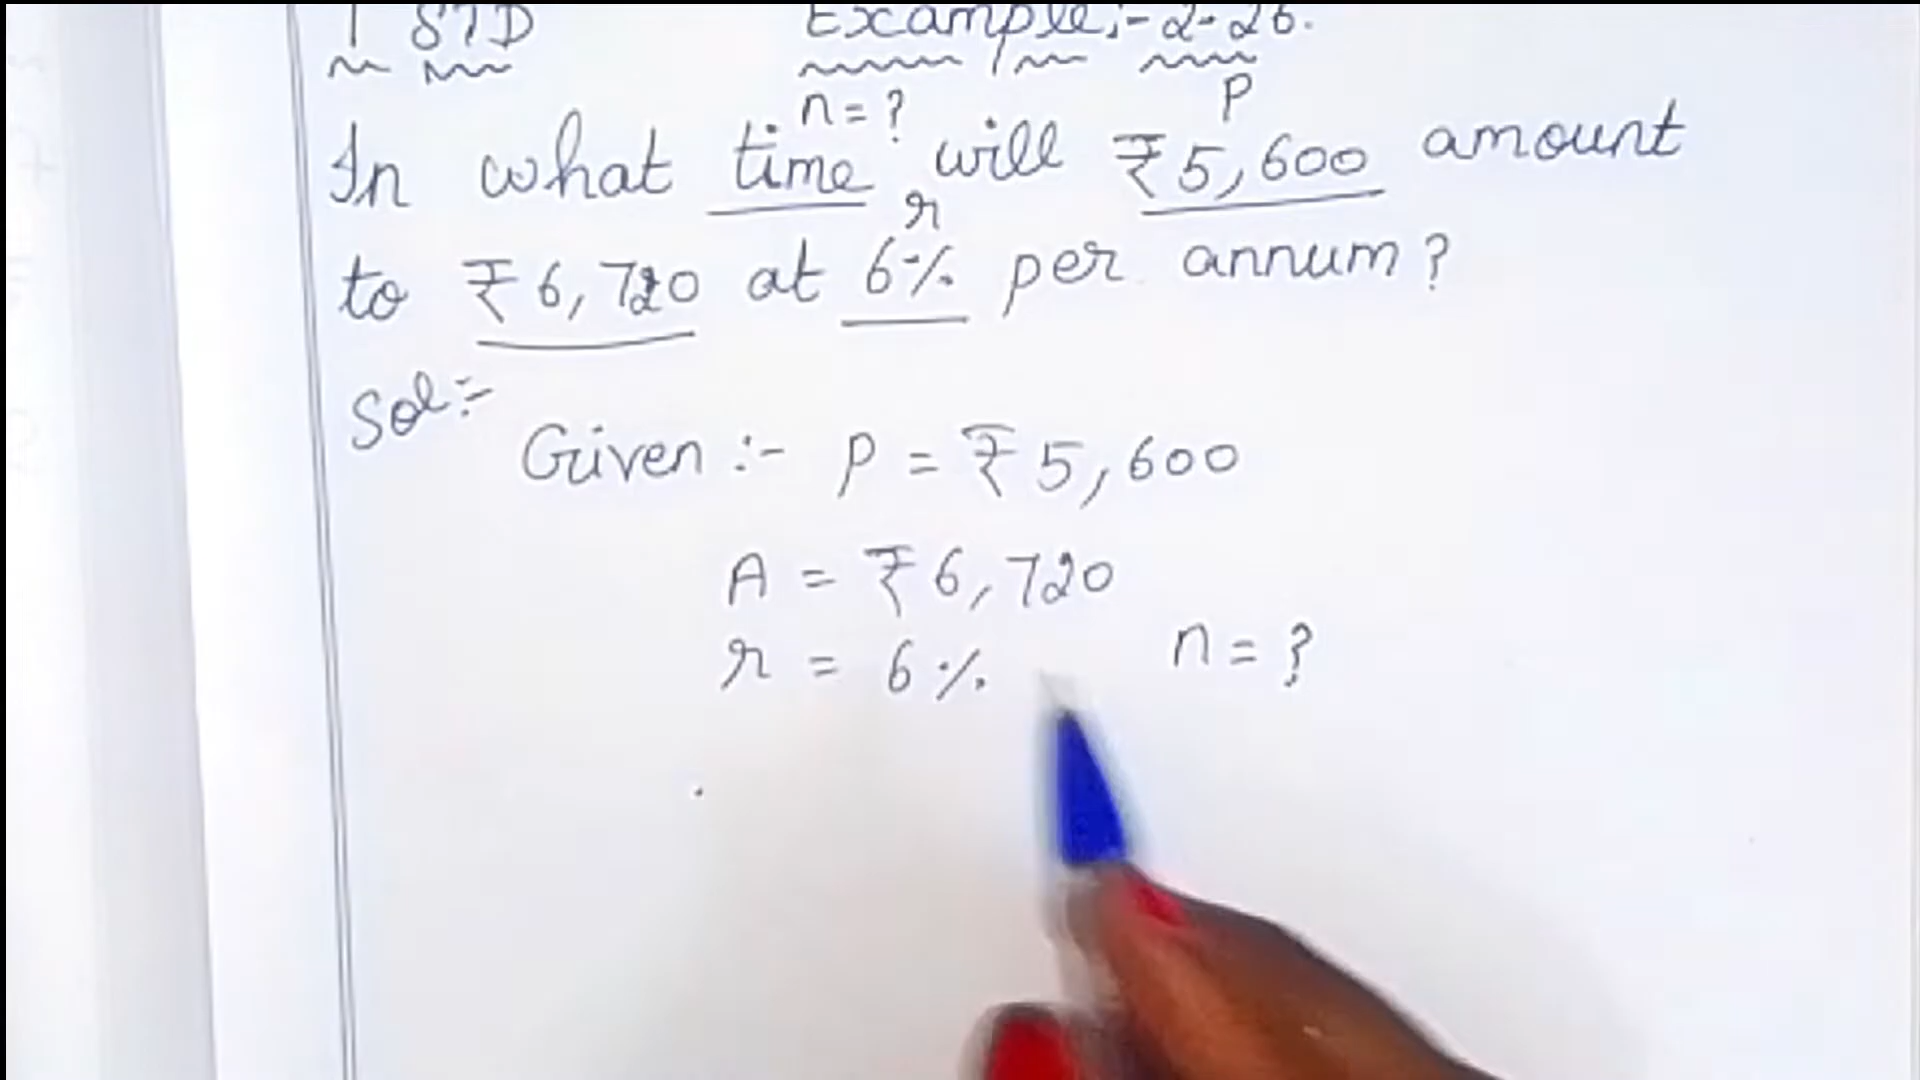 STD Example:- 2.26.
n=? P
In what time will ₹5,600 amount
r
to ₹6,720 at 6% per annum?
Sol:-
Given :- P = ₹5,600
A = ₹6,720
r = 6% n = ?